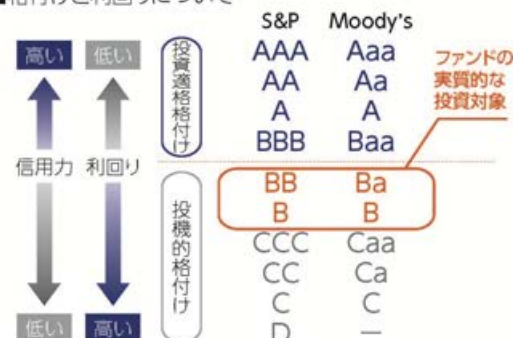 ■格付けと利回りについて
S&P Moody's
高い 低い
信用力 利回り
低い 高い
投資適格格付け
AAA Aaa
AA Aa
A A
BBB Baa
投機的格付け
BB Ba
B B
CCC Caa
CC Ca
C C
D —
ファンドの
実質的な
投資対象